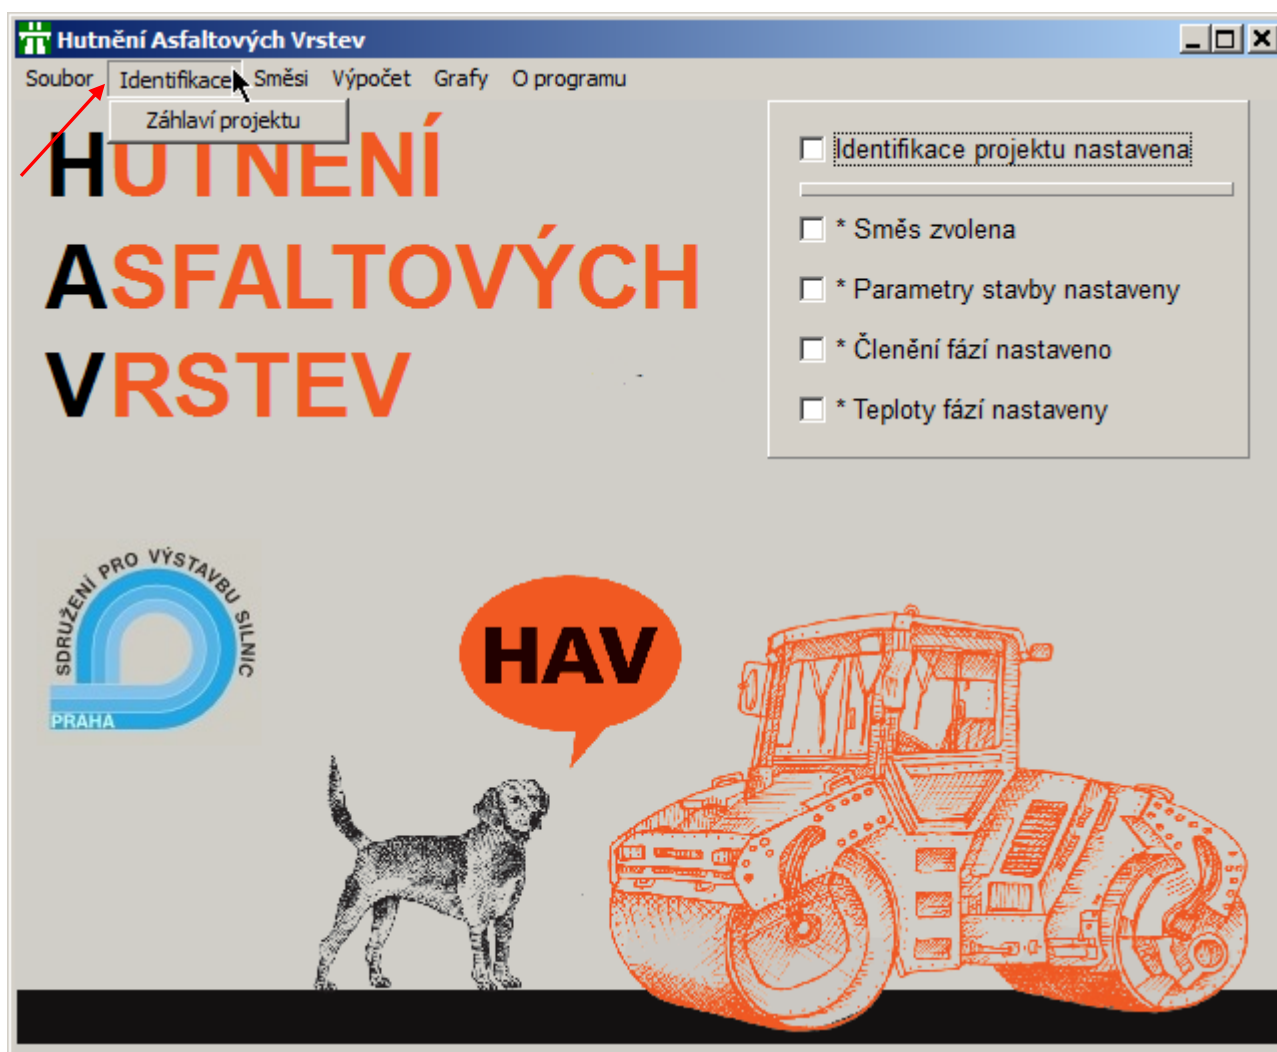 Hutnění Asfaltových Vrstev
Soubor Identifikace Směsi Výpočet Grafy O programu
Záhlaví projektu
HUTNĚNÍ
ASFALTOVÝCH
VRSTEV
Identifikace projektu nastavena
* Směs zvolena
* Parametry stavby nastaveny
* Členění fází nastaveno
* Teploty fází nastaveny
SDRUŽENÍ PRO VÝSTAVBU SILNIC
PRAHA
HAV